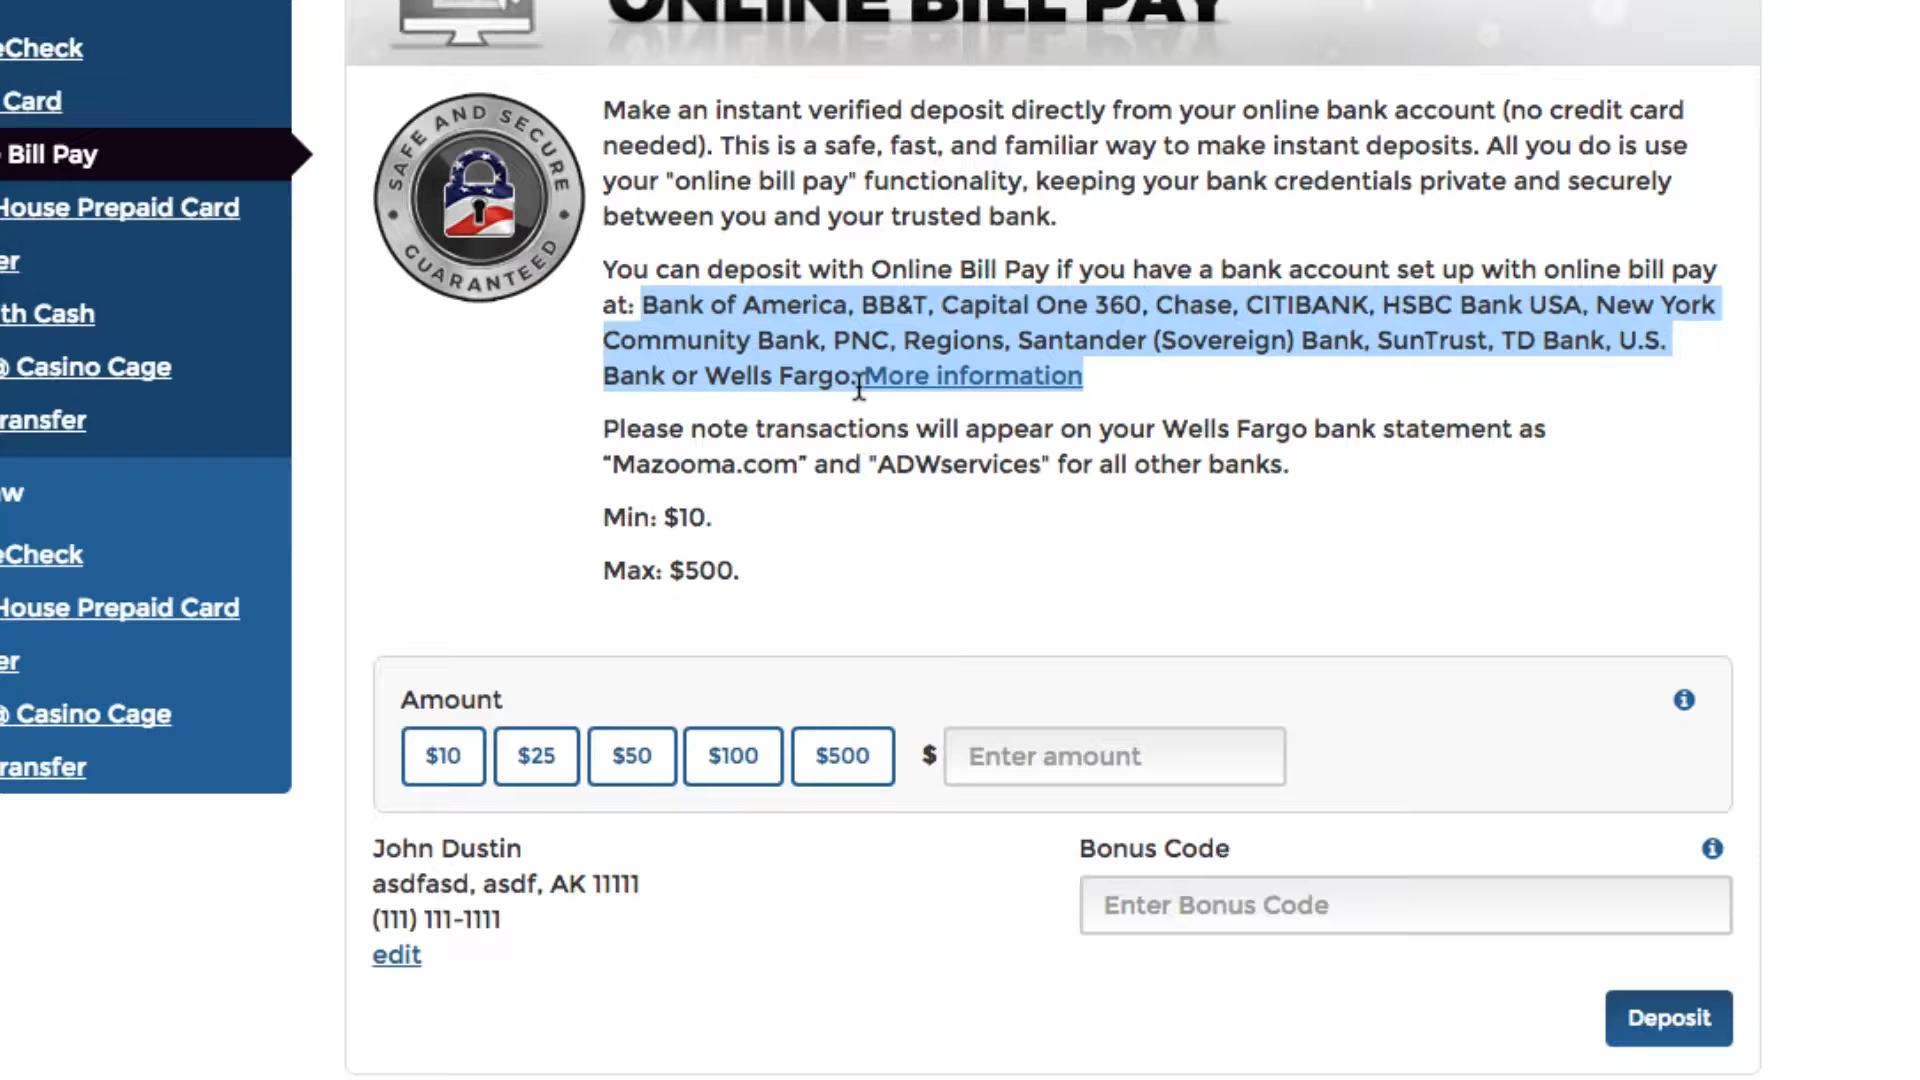 ONLINE BILL PAY
eCheck
Card
Bill Pay
House Prepaid Card
er
th Cash
@ Casino Cage
ransfer
w
eCheck
House Prepaid Card
er
@ Casino Cage
ransfer
SAFE AND SECURE
GUARANTEED
Make an instant verified deposit directly from your online bank account (no credit card
needed). This is a safe, fast, and familiar way to make instant deposits. All you do is use
your "online bill pay" functionality, keeping your bank credentials private and securely
between you and your trusted bank.
You can deposit with Online Bill Pay if you have a bank account set up with online bill pay
at: Bank of America, BB&T, Capital One 360, Chase, CITIBANK, HSBC Bank USA, New York
Community Bank, PNC, Regions, Santander (Sovereign) Bank, SunTrust, TD Bank, U.S.
Bank or Wells Fargo. More information
Please note transactions will appear on your Wells Fargo bank statement as
“Mazooma.com” and "ADWservices" for all other banks.
Min: $10.
Max: $500.
Amount
$10 $25 $50 $100 $500 $ Enter amount
John Dustin
asdfasd, asdf, AK 11111
(111) 111-1111
edit
Bonus Code
Enter Bonus Code
Deposit